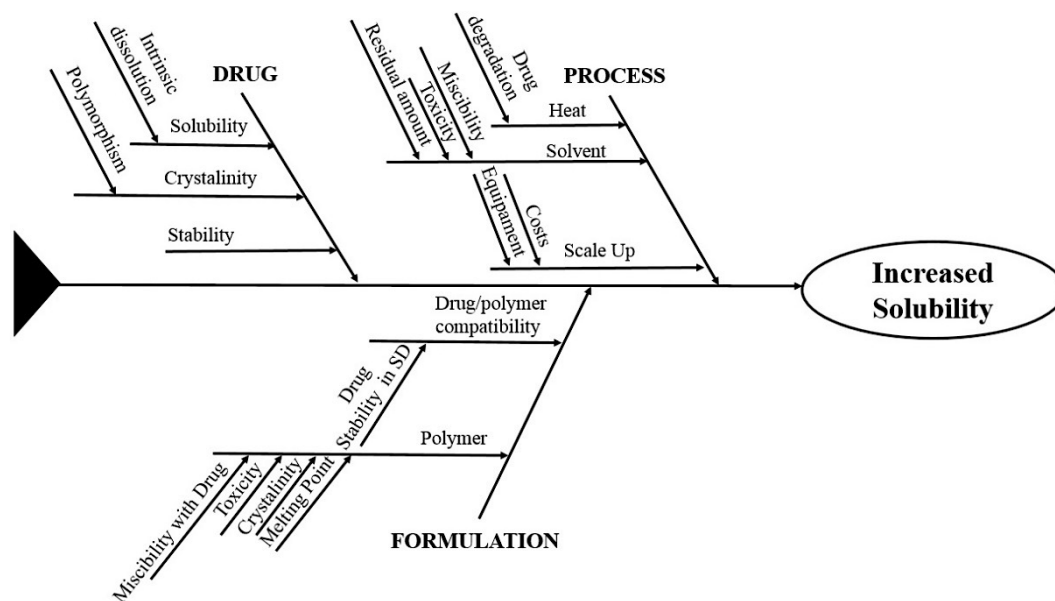 Intrinsic
dissolution
DRUG
Polymorphism
Solubility
Crystalinity
Stability
Residual amount
Toxicity
Miscibility
Drug
degradation
PROCESS
Heat
Solvent
Equipament
Costs
Scale Up
Increased
Solubility
Drug/polymer
compatibility
Drug
Stability in SD
Polymer
Miscibility with Drug
Toxicity
Crystalinity
Melting Point
FORMULATION